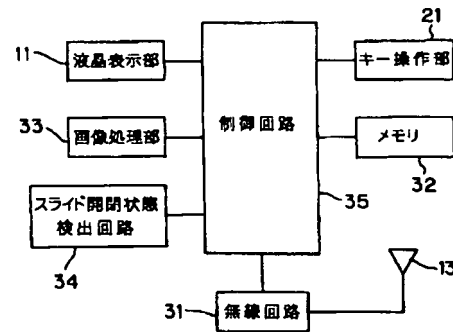 11
液晶表示部
33
画像処理部
スライド開閉状態
検出回路
34
制御回路
35
21
キー操作部
メモリ
32
13
31
無線回路